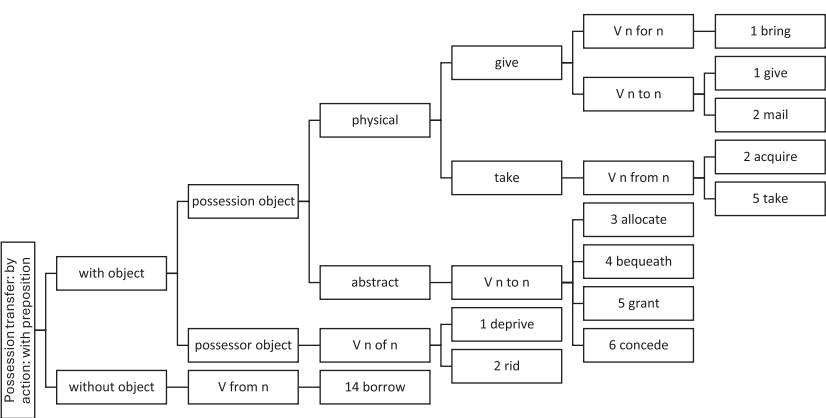 Possession transfer: by
action: with preposition
with object
possession object
physical
give
V n for n
1 bring
V n to n
1 give
2 mail
take
V n from n
2 acquire
5 take
abstract
V n to n
3 allocate
4 bequeath
5 grant
6 concede
possessor object
V n of n
1 deprive
2 rid
without object
V from n
14 borrow